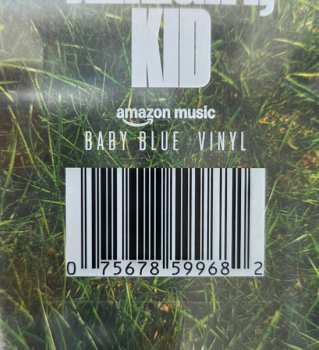 KID
amazon music
BABY BLUE VINYL
0 75678 59968 2